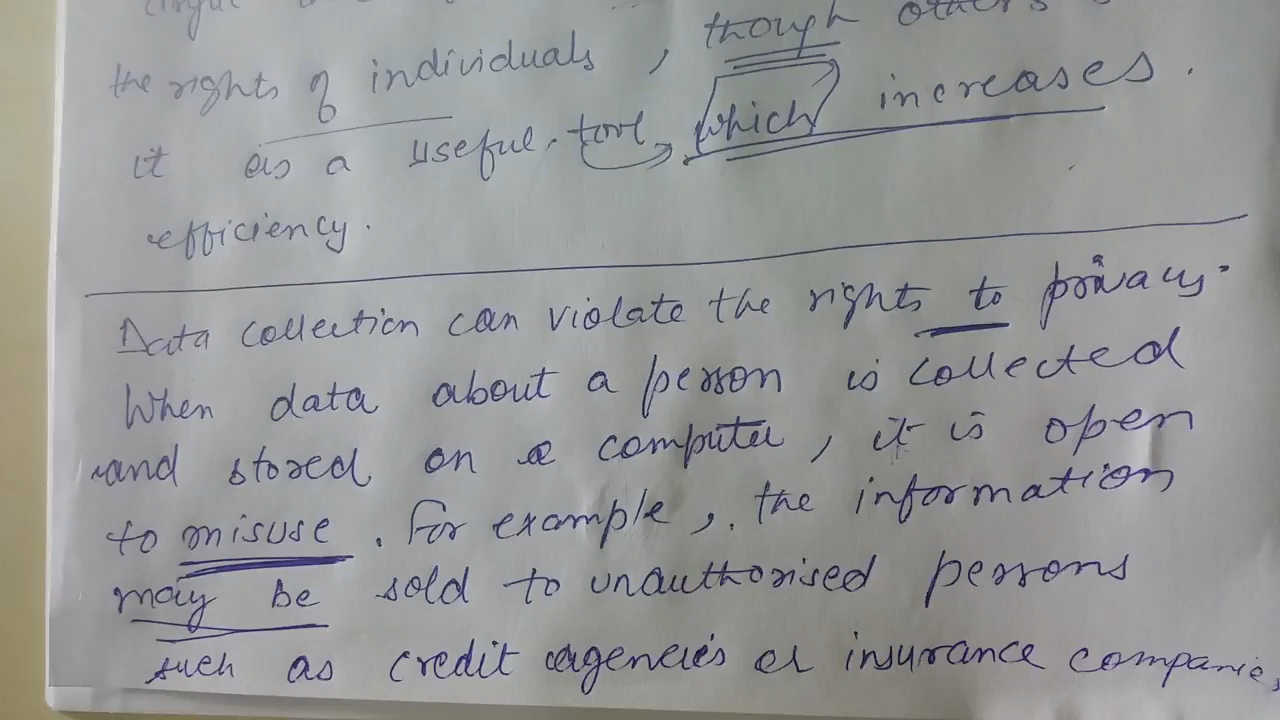 the rights of individuals, though others
it as a useful tool, which increases.
efficiency.
Data collection can violate the rights to privacy.
When data about a person is collected
and stored on a computer, it is open
to misuse. For example, the information
may be sold to unauthorised persons
such as credit agencies or insurance companies